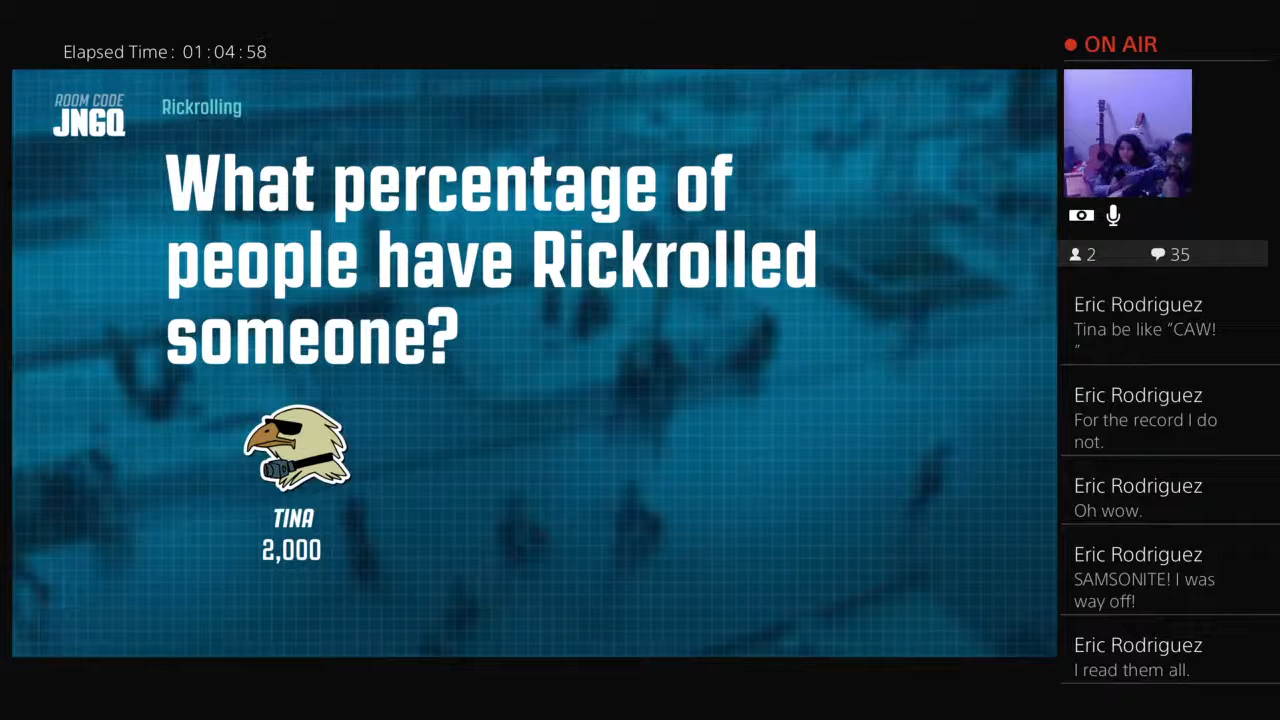 Elapsed Time: 01:04:58
ON AIR
ROOM CODE
JNGQ
Rickrolling
What percentage of
people have Rickrolled
someone?
TINA
2,000
2
35
Eric Rodriguez
Tina be like “CAW!
”
Eric Rodriguez
For the record I do
not.
Eric Rodriguez
Oh wow.
Eric Rodriguez
SAMSONITE! I was
way off!
Eric Rodriguez
I read them all.